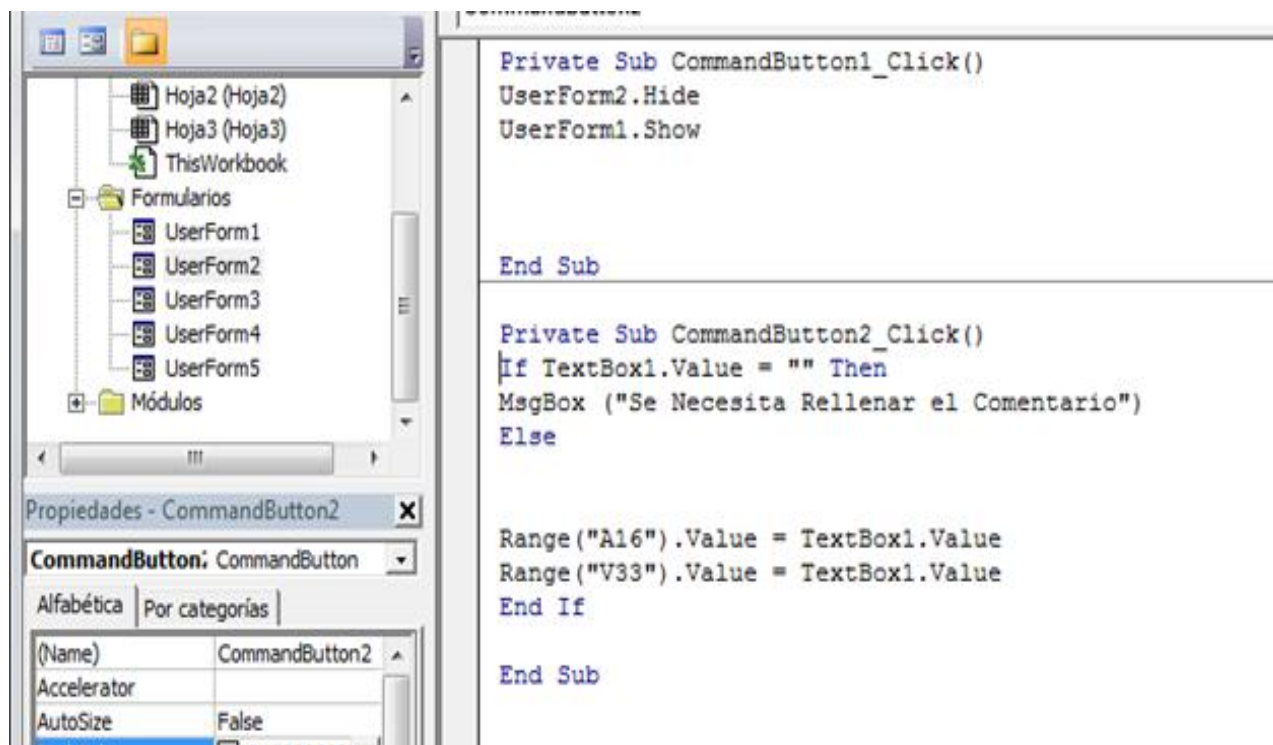 Hoja2 (Hoja2)
Hoja3 (Hoja3)
ThisWorkbook
Formularios
UserForm1
UserForm2
UserForm3
UserForm4
UserForm5
Módulos
Propiedades - CommandButton2
CommandButton2 CommandButton
Alfabética Por categorías
(Name) CommandButton2
Accelerator
AutoSize False
Private Sub CommandButton1_Click()
UserForm2.Hide
UserForm1.Show
End Sub
Private Sub CommandButton2_Click()
If TextBox1.Value = "" Then
MsgBox ("Se Necesita Rellenar el Comentario")
Else
Range("A16").Value = TextBox1.Value
Range("V33").Value = TextBox1.Value
End If
End Sub